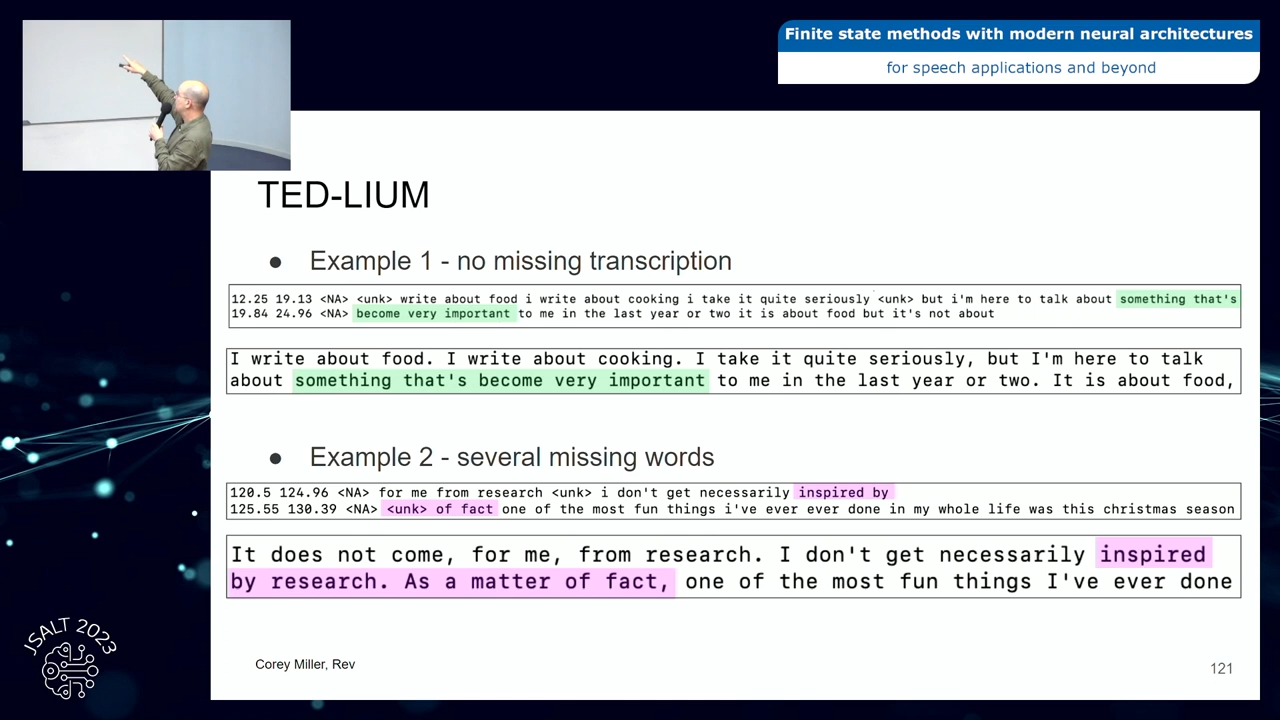 Finite state methods with modern neural architectures
for speech applications and beyond
TED-LIUM
● Example 1 - no missing transcription
12.25 19.13 <NA> <unk> write about food i write about cooking i take it quite seriously <unk> but i'm here to talk about something that's
19.84 24.96 <NA> become very important to me in the last year or two it is about food but it's not about
I write about food. I write about cooking. I take it quite seriously, but I'm here to talk
about something that's become very important to me in the last year or two. It is about food,
● Example 2 - several missing words
120.5 124.96 <NA> for me from research <unk> i don't get necessarily inspired by
125.55 130.39 <NA> <unk> of fact one of the most fun things i've ever ever done in my whole life was this christmas season
It does not come, for me, from research. I don't get necessarily inspired
by research. As a matter of fact, one of the most fun things I've ever done
JSALT 2023
Corey Miller, Rev
121